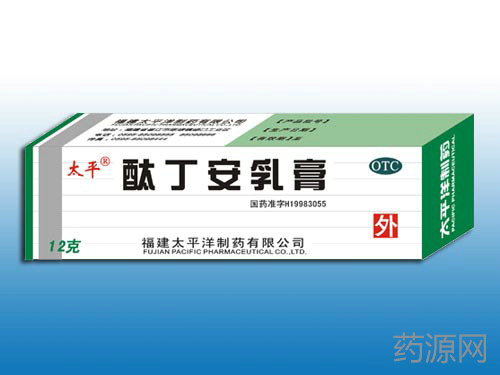 福建太平洋制药有限公司
【产品批号】
【生产日期】
【有效期】至
太平®
酞丁安乳膏
OTC
国药准字H19983055
外
12克
福建太平洋制药有限公司
FUJIAN PACIFIC PHARMACEUTICAL CO.,LTD.
太平洋制药
PACIFIC PHARMACEUTICAL
药源网